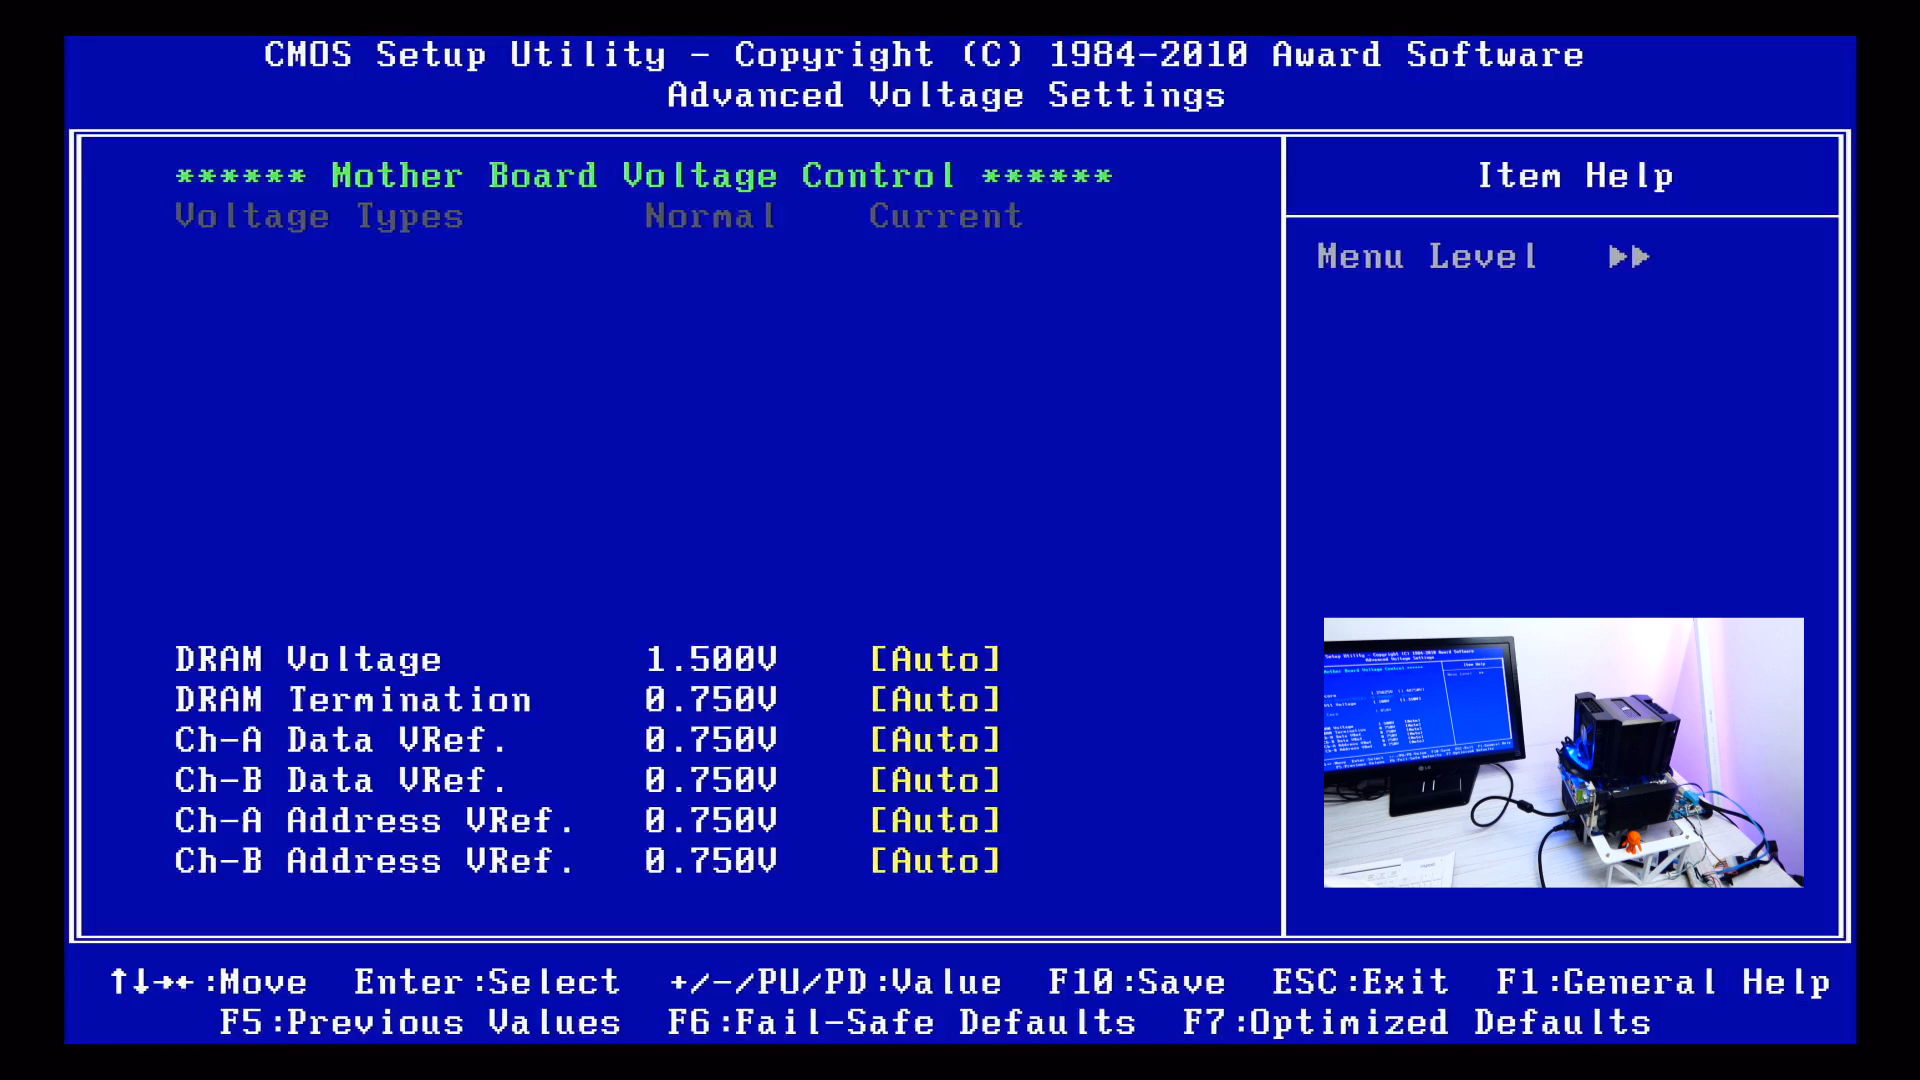 CMOS Setup Utility - Copyright (C) 1984-2010 Award Software
Advanced Voltage Settings
****** Mother Board Voltage Control ******
Voltage Types Normal Current
DRAM Voltage 1.500V [Auto]
DRAM Termination 0.750V [Auto]
Ch-A Data VRef. 0.750V [Auto]
Ch-B Data VRef. 0.750V [Auto]
Ch-A Address VRef. 0.750V [Auto]
Ch-B Address VRef. 0.750V [Auto]
Item Help
Menu Level ▶▶
↑↓→←:Move Enter:Select +/-/PU/PD:Value F10:Save ESC:Exit F1:General Help
F5:Previous Values F6:Fail-Safe Defaults F7:Optimized Defaults